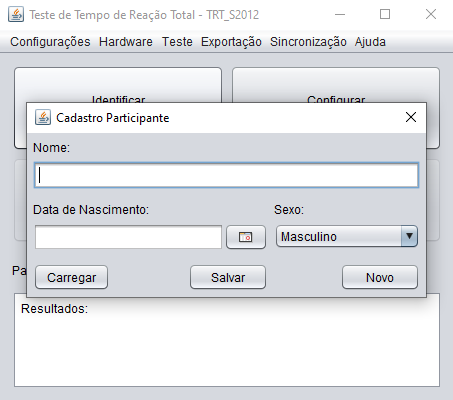 Teste de Tempo de Reação Total - TRT_S2012
Configurações Hardware Teste Exportação Sincronização Ajuda
Identificar Configurar
Cadastro Participante
Nome:
Data de Nascimento: Sexo:
Masculino
Carregar Salvar Novo
Pa
Resultados: